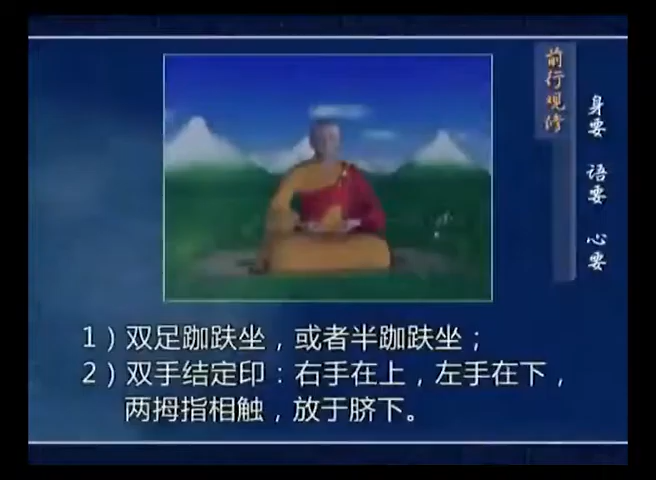 前行观修
身要 语要 心要
1）双足跏趺坐，或者半跏趺坐；
2）双手结定印：右手在上，左手在下，
两拇指相触，放于脐下。